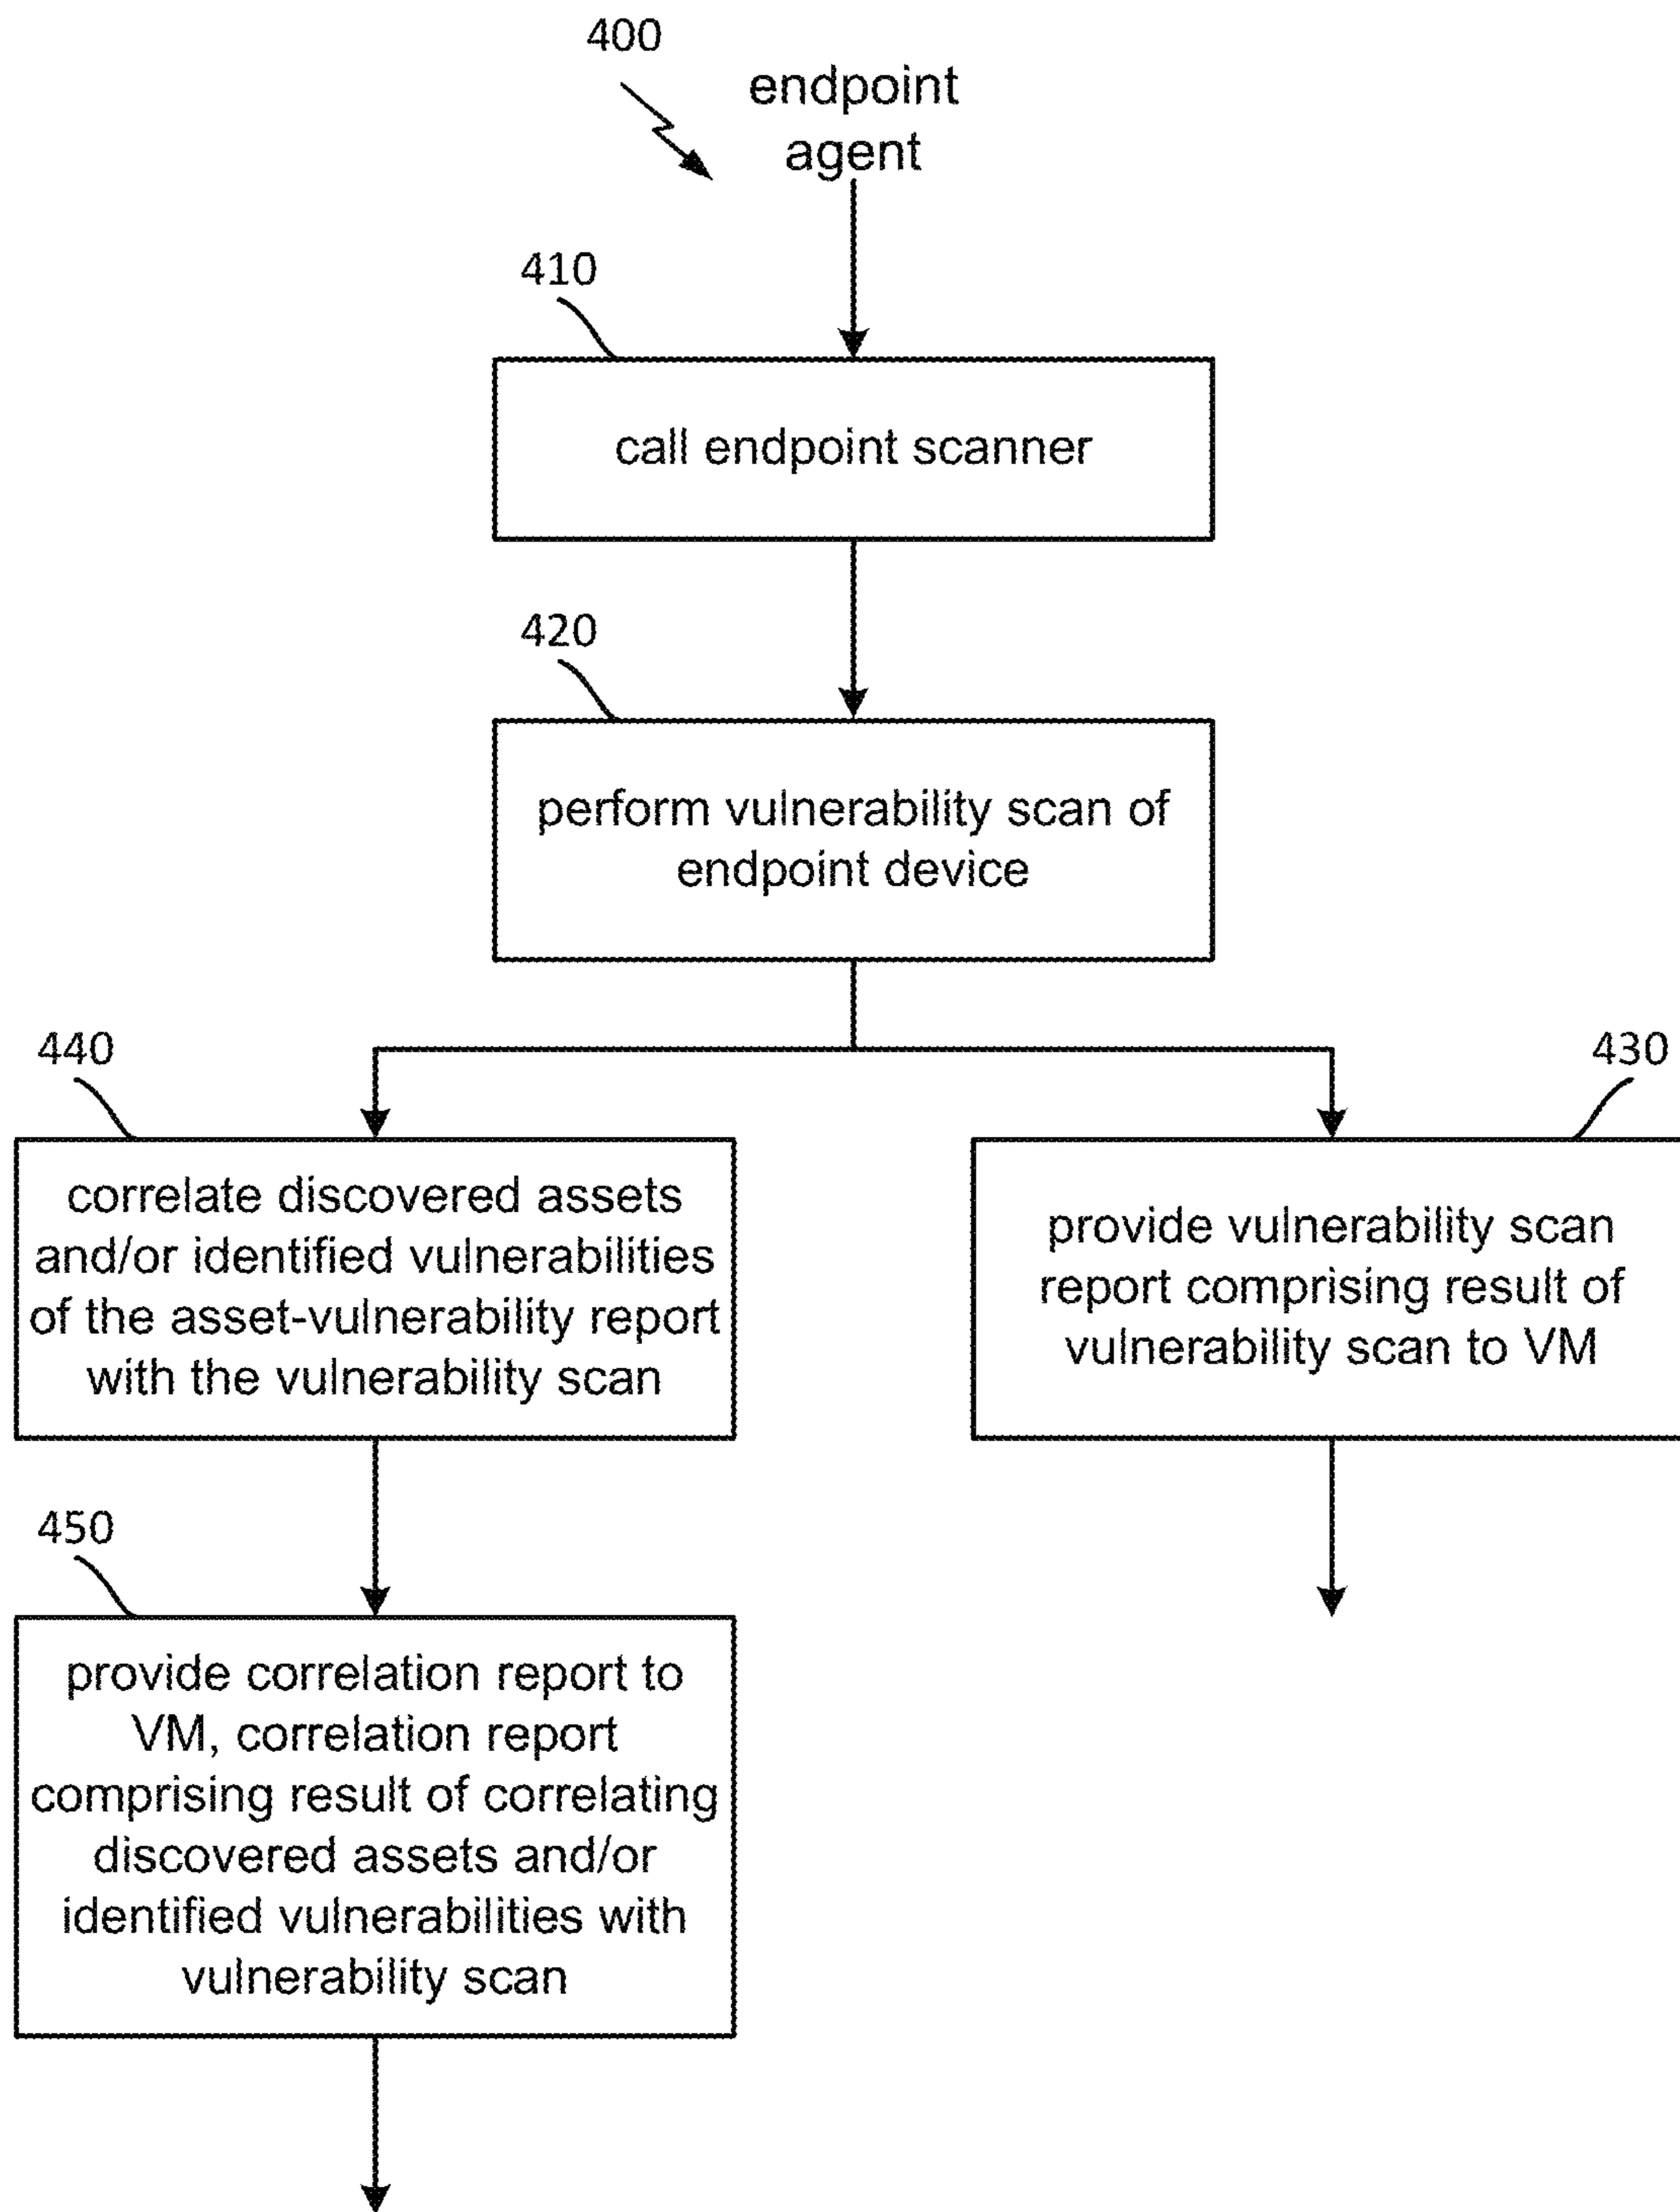 400
endpoint
agent
410
call endpoint scanner
420
perform vulnerability scan of
endpoint device
440
correlate discovered assets
and/or identified vulnerabilities
of the asset-vulnerability report
with the vulnerability scan
430
provide vulnerability scan
report comprising result of
vulnerability scan to VM
450
provide correlation report to
VM, correlation report
comprising result of correlating
discovered assets and/or
identified vulnerabilities with
vulnerability scan